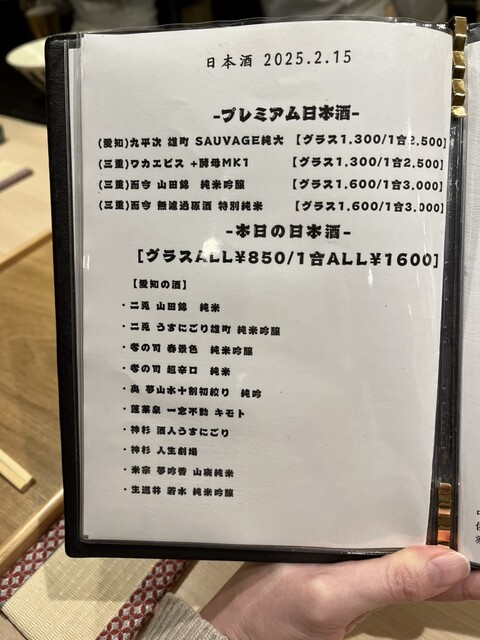 日本酒 2025.2.15
-プレミアム日本酒-
(愛知)九平次 雄町 SAUVAGE純大 [グラス1,300/1合2,500]
(三重)ワカエビス +酵母MK1 [グラス1,300/1合2,500]
(三重)而今 山田錦 純米吟醸 [グラス1,600/1合3,000]
(三重)而今 無濾過原酒 特別純米 [グラス1,600/1合3,000]
-本日の日本酒-
[グラスALL¥850/1合ALL¥1600]
【愛知の酒】
・二兎 山田錦 純米
・二兎 うすにごり雄町 純米吟醸
・孝の司 春景色 純米吟醸
・孝の司 超辛口 純米
・奥 夢山水十割初絞り 純吟
・蓬莱泉 一念不動 キモト
・神杉 酒人うすにごり
・神杉 人生劇場
・米宗 夢吟香 山廃純米
・生道井 若水 純米吟醸